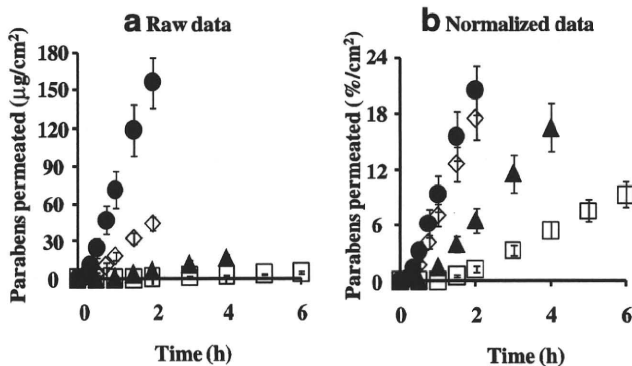 a Raw data
Parabens permeated (μg/cm²)
180
150
120
90
60
30
0
0 2 4 6
Time (h)
b Normalized data
Parabens permeated (%/cm²)
24
18
12
6
0
0 2 4 6
Time (h)